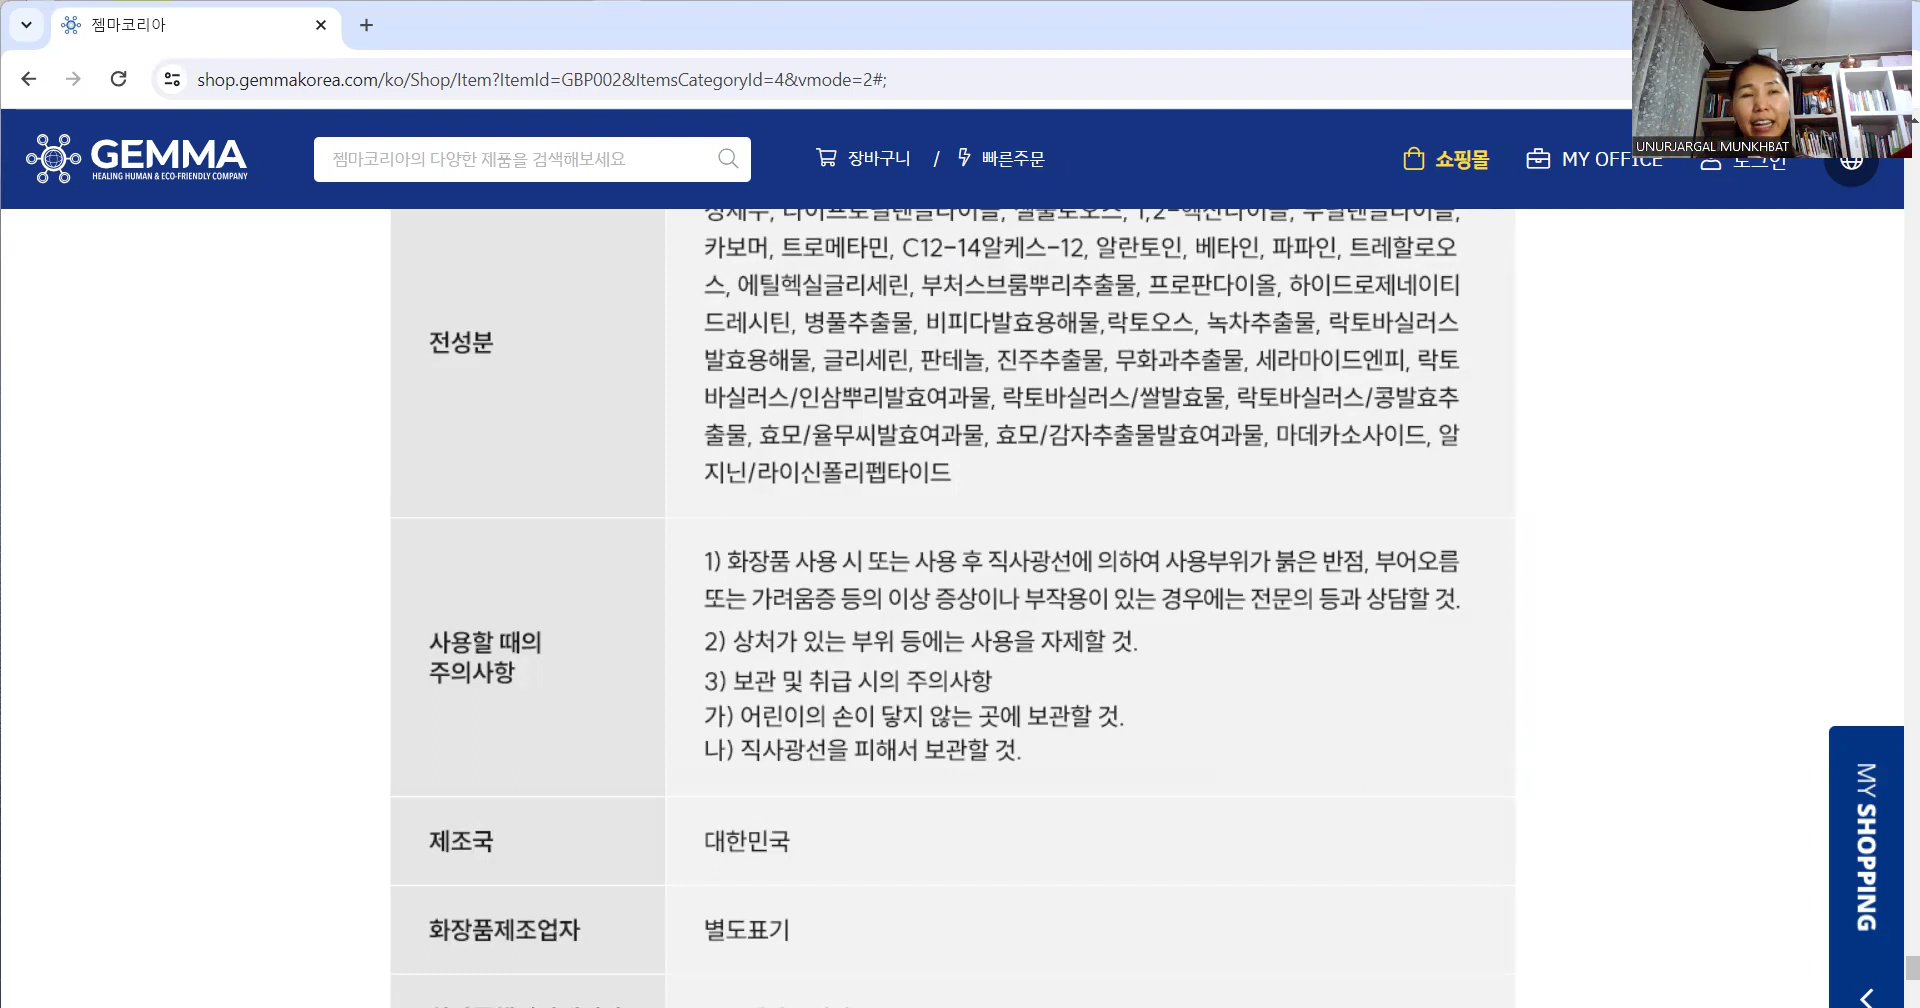 젬마코리아
shop.gemmakorea.com/ko/Shop/Item?ItemId=GBP002&ItemsCategoryId=4&vmode=2#;
GEMMA
HEALING HUMAN & ECO-FRIENDLY COMPANY
젬마코리아의 다양한 제품을 검색해보세요
장바구니 / 빠른주문
쇼핑몰
MY OFFICE
로그인
UNURJARGAL MUNKHBAT
전성분
정제수, 다이프로필렌글라이콜, 셀룰로오스, 1,2-헥산다이올, 부틸렌글라이콜,
카보머, 트로메타민, C12-14알케스-12, 알란토인, 베타인, 파파인, 트레할로오
스, 에틸헥실글리세린, 부처스브룸뿌리추출물, 프로판다이올, 하이드로제네이티
드레시틴, 병풀추출물, 비피다발효용해물,락토오스, 녹차추출물, 락토바실러스
발효용해물, 글리세린, 판테놀, 진주추출물, 무화과추출물, 세라마이드엔피, 락토
바실러스/인삼뿌리발효여과물, 락토바실러스/쌀발효물, 락토바실러스/콩발효추
출물, 효모/율무씨발효여과물, 효모/감자추출물발효여과물, 마데카소사이드, 알
지닌/라이신폴리펩타이드
사용할 때의
주의사항
1) 화장품 사용 시 또는 사용 후 직사광선에 의하여 사용부위가 붉은 반점, 부어오름
또는 가려움증 등의 이상 증상이나 부작용이 있는 경우에는 전문의 등과 상담할 것.
2) 상처가 있는 부위 등에는 사용을 자제할 것.
3) 보관 및 취급 시의 주의사항
가) 어린이의 손이 닿지 않는 곳에 보관할 것.
나) 직사광선을 피해서 보관할 것.
제조국
대한민국
화장품제조업자
별도표기
MY SHOPPING